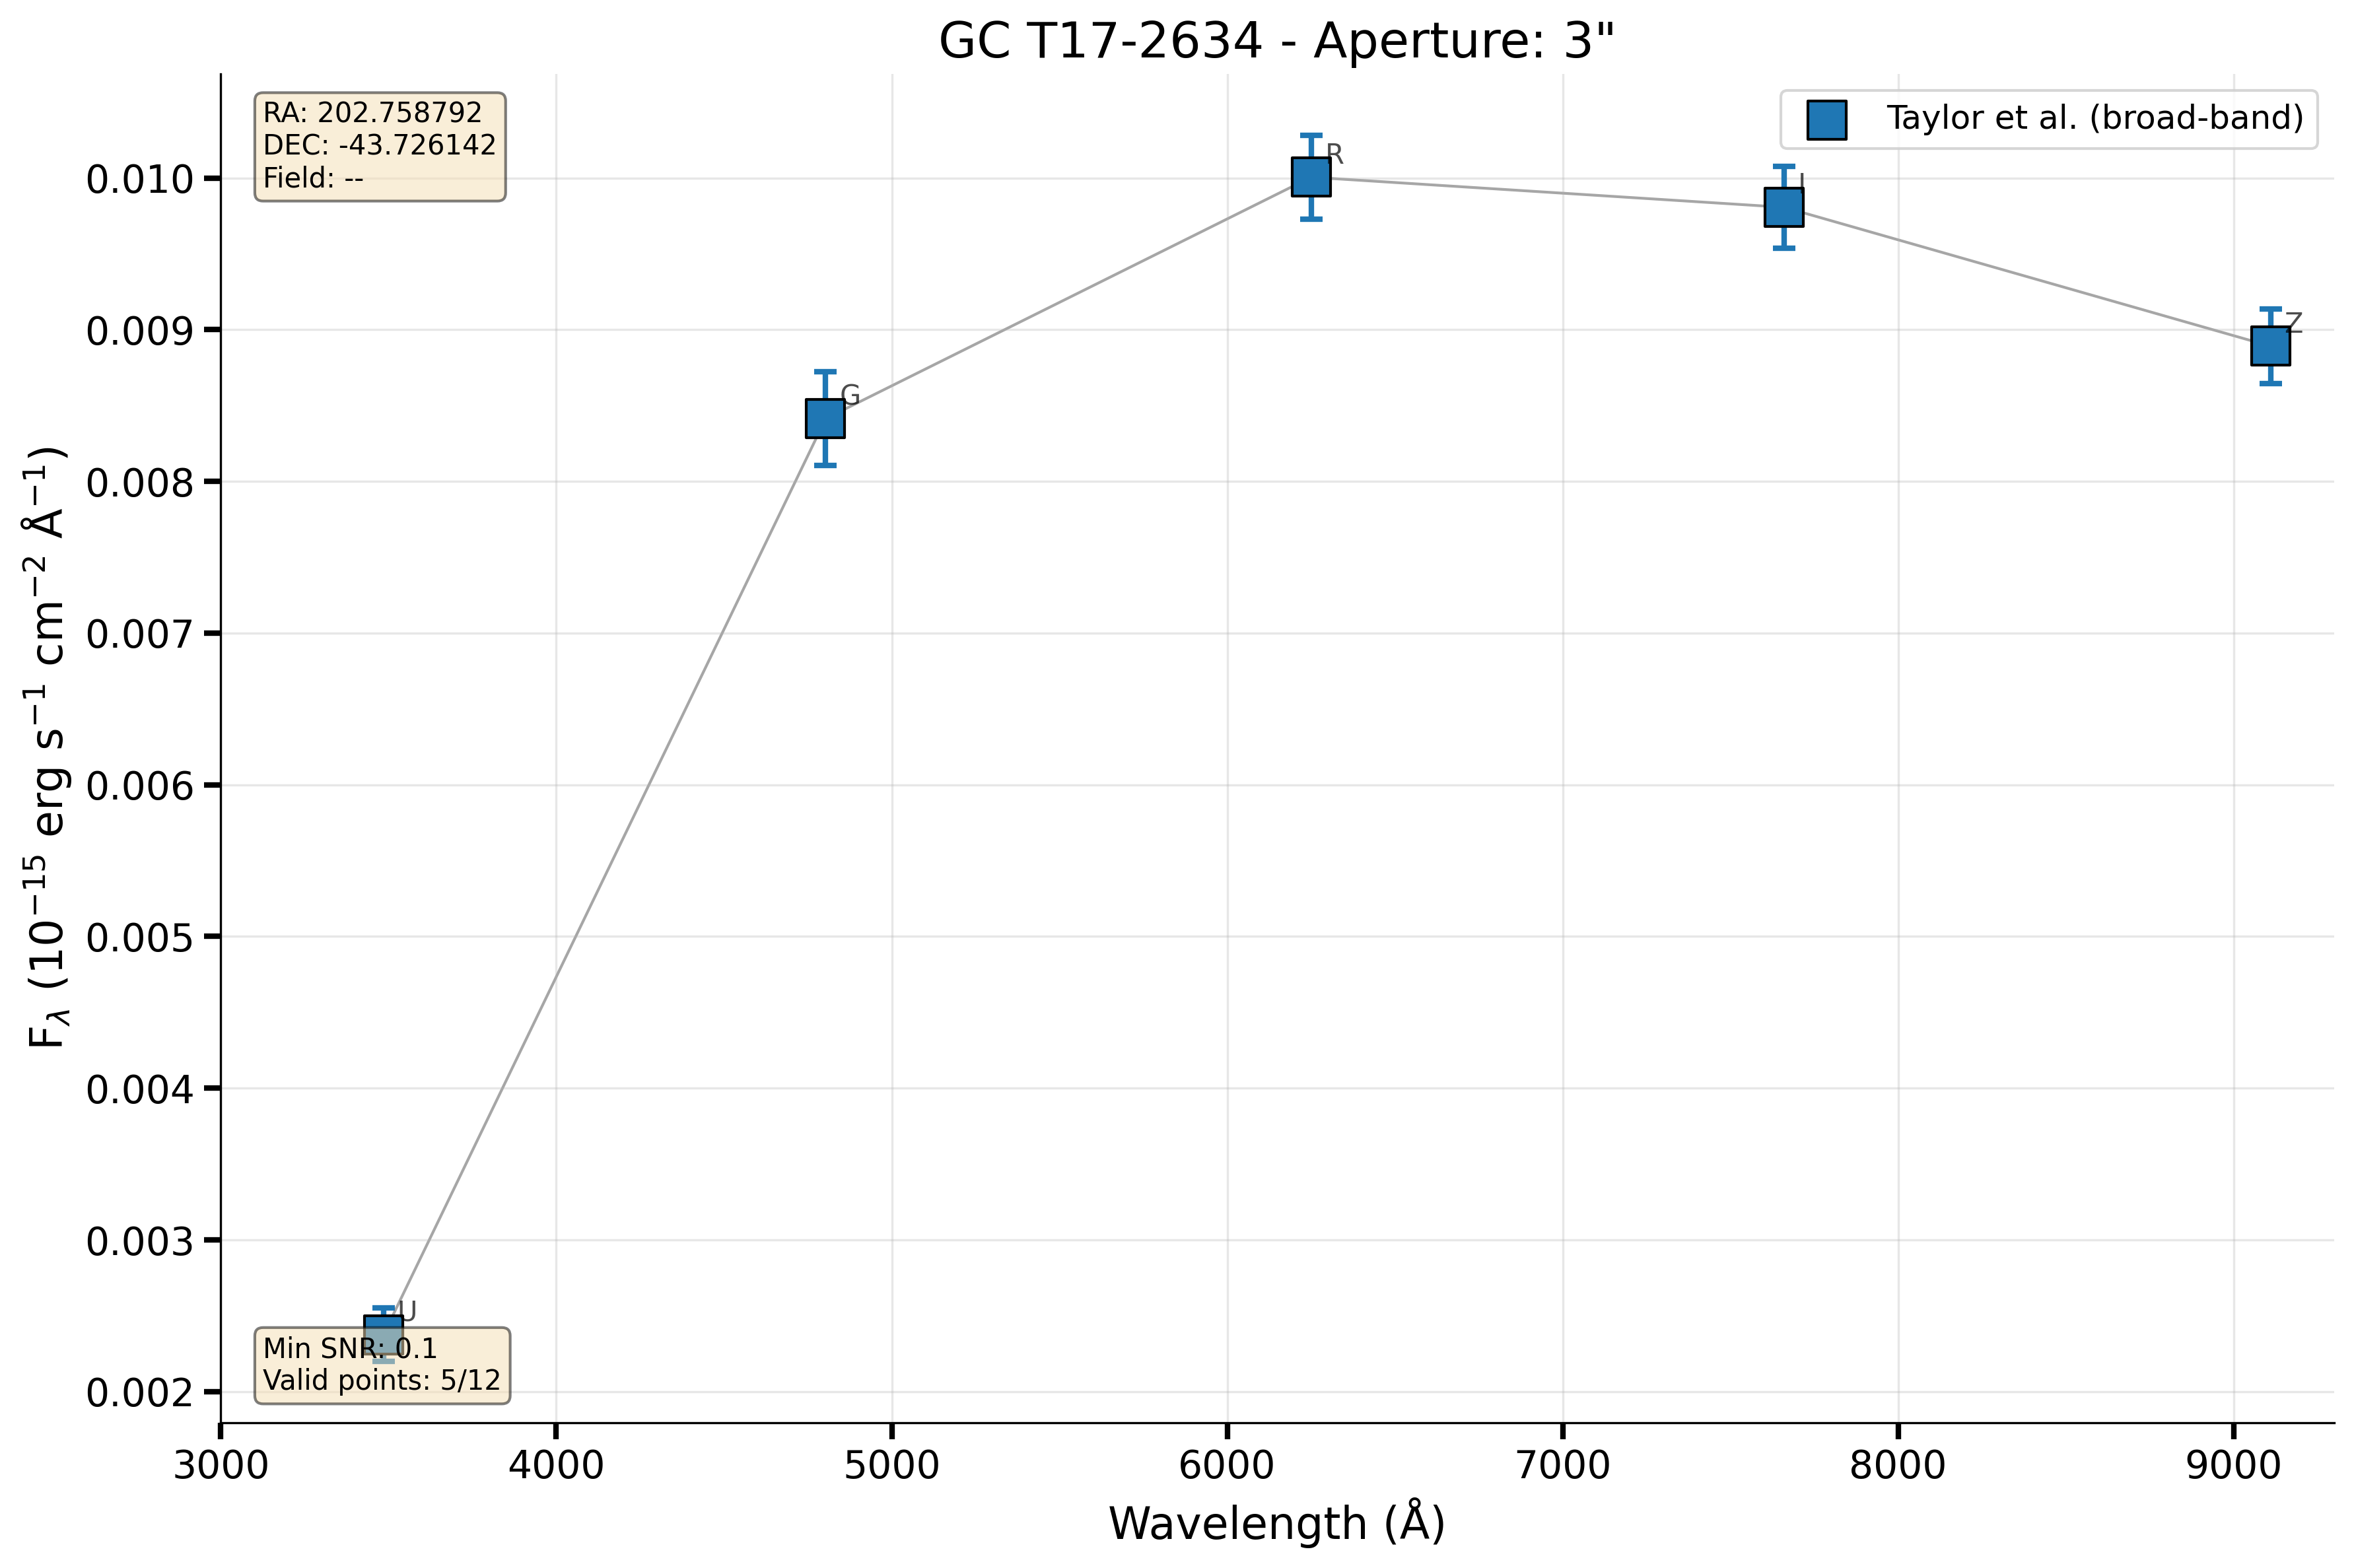 GC T17-2634 - Aperture: 3"
RA: 202.758792
DEC: -43.726142
Field: --
Taylor et al. (broad-band)
R
I
Z
G
U
Min SNR: 0.1
Valid points: 5/12
0.010
0.009
0.008
0.007
0.006
0.005
0.004
0.003
0.002
F_λ (10⁻¹⁵ erg s⁻¹ cm⁻² Å⁻¹)
3000 4000 5000 6000 7000 8000 9000
Wavelength (Å)